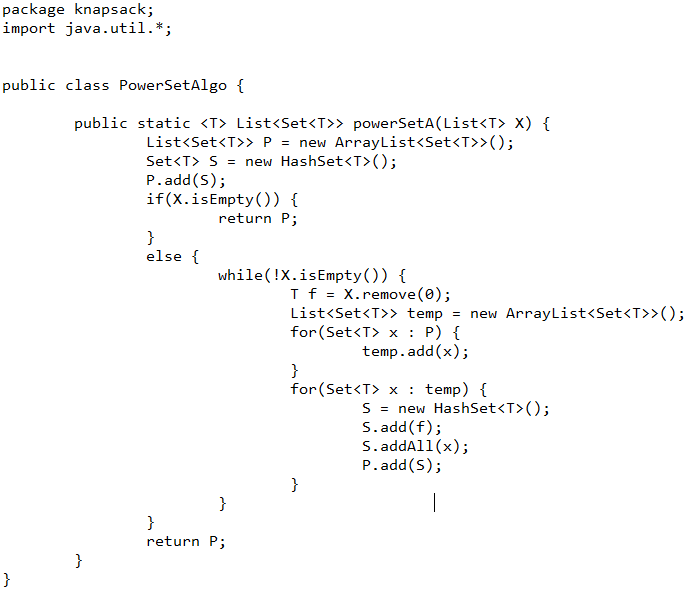 package knapsack;
import java.util.*;
public class PowerSetAlgo {
public static <T> List<Set<T>> powerSetA(List<T> X) {
List<Set<T>> P = new ArrayList<Set<T>>();
Set<T> S = new HashSet<T>();
P.add(S);
if(X.isEmpty()) {
return P;
}
else {
while(!X.isEmpty()) {
T f = X.remove(0);
List<Set<T>> temp = new ArrayList<Set<T>>();
for(Set<T> x : P) {
temp.add(x);
}
for(Set<T> x : temp) {
S = new HashSet<T>();
S.add(f);
S.addAll(x);
P.add(S);
}
}
}
return P;
}
}